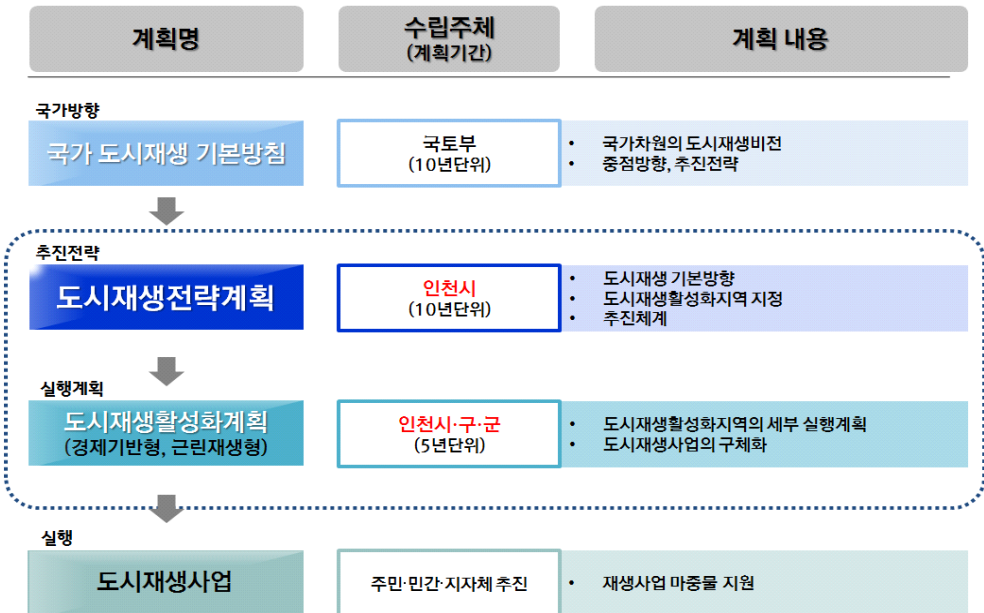 계획명
수립주체
(계획기간)
계획 내용
국가방향
국가 도시재생 기본방침
국토부
(10년단위)
• 국가차원의 도시재생비전
• 중점방향, 추진전략
추진전략
도시재생전략계획
인천시
(10년단위)
• 도시재생 기본방향
• 도시재생활성화지역 지정
• 추진체계
실행계획
도시재생활성화계획
(경제기반형, 근린재생형)
인천시·구·군
(5년단위)
• 도시재생활성화지역의 세부 실행계획
• 도시재생사업의 구체화
실행
도시재생사업
주민·민간·지자체 추진
• 재생사업 마중물 지원